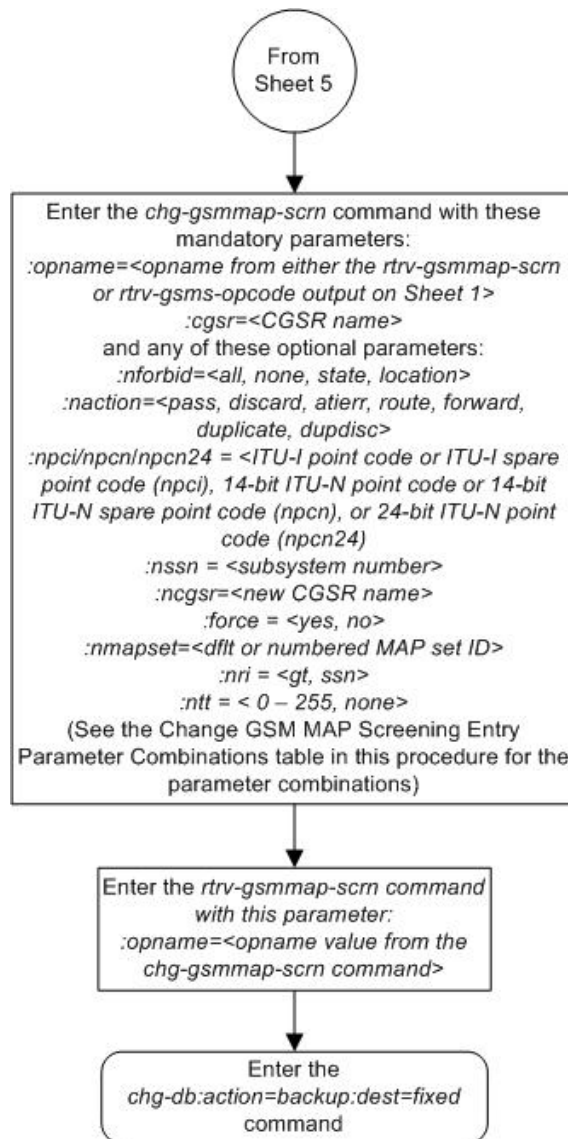 From
Sheet 5
Enter the chg-gsmmap-scrn command with these
mandatory parameters:
:opname=<opname from either the rtrv-gsmmap-scrn
or rtrv-gsms-opcode output on Sheet 1>
:cgsr=<CGSR name>
and any of these optional parameters:
:nforbid=<all, none, state, location>
:naction=<pass, discard, atierr, route, forward,
duplicate, dupdisc>
:npci/npcn/npcn24 = <ITU-I point code or ITU-I spare
point code (npci), 14-bit ITU-N point code or 14-bit
ITU-N spare point code (npcn), or 24-bit ITU-N point
code (npcn24)
:nssn = <subsystem number>
:ncgsr=<new CGSR name>
:force = <yes, no>
:nmapset=<dflt or numbered MAP set ID>
:nri = <gt, ssn>
:ntt = < 0 – 255, none>
(See the Change GSM MAP Screening Entry
Parameter Combinations table in this procedure for the
parameter combinations)
Enter the rtrv-gsmmap-scrn command
with this parameter:
:opname=<opname value from the
chg-gsmmap-scrn command>
Enter the
chg-db:action=backup:dest=fixed
command